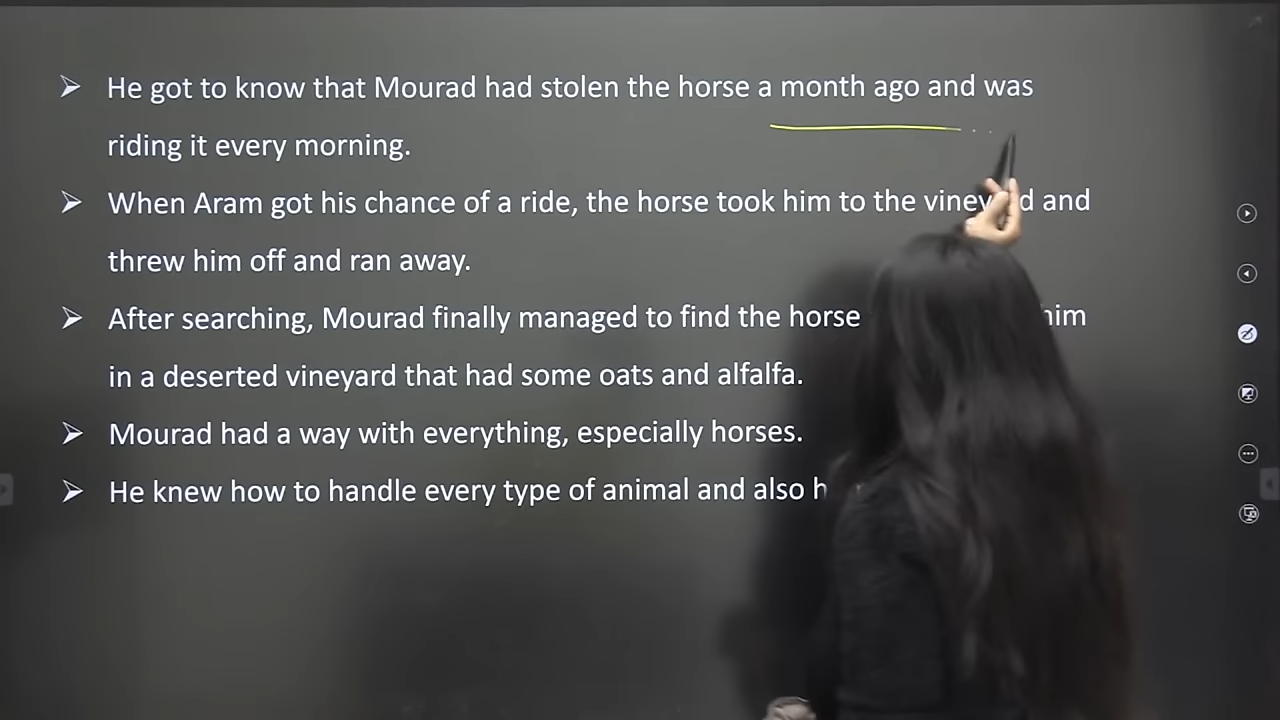 He got to know that Mourad had stolen the horse a month ago and was
riding it every morning.
When Aram got his chance of a ride, the horse took him to the and
threw him off and ran away.
After searching, Mourad finally managed to find the horse him
in a deserted vineyard that had some oats and alfalfa.
Mourad had a way with everything, especially horses.
He knew how to handle every type of animal and also